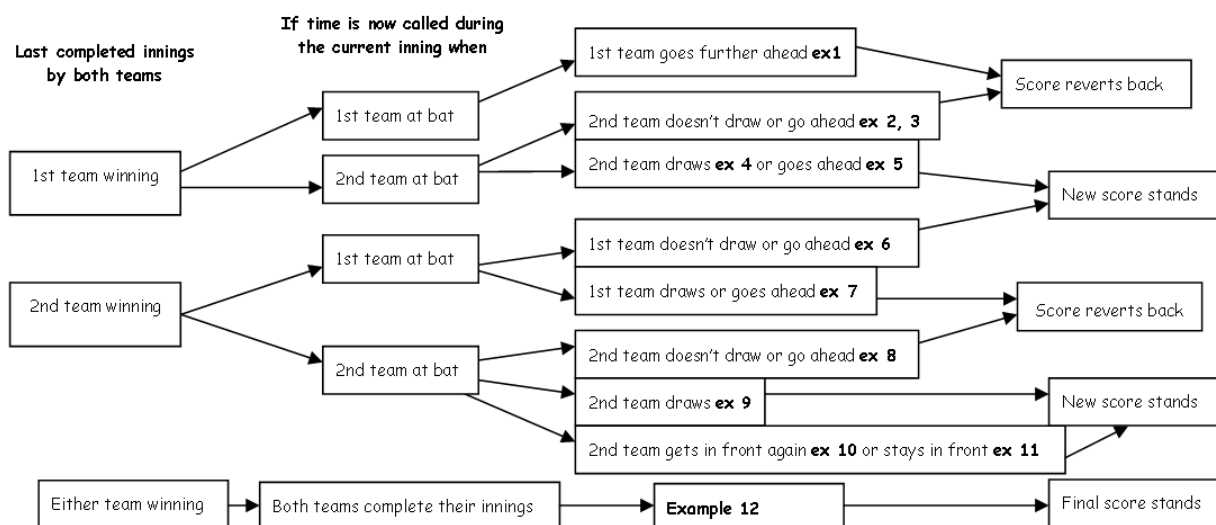 If time is now called during
the current inning when
Last completed innings
by both teams
1st team goes further ahead ex1
Score reverts back
1st team at bat
2nd team doesn't draw or go ahead ex 2, 3
2nd team draws ex 4 or goes ahead ex 5
1st team winning
2nd team at bat
New score stands
1st team doesn't draw or go ahead ex 6
1st team at bat
1st team draws or goes ahead ex 7
2nd team winning
Score reverts back
2nd team doesn't draw or go ahead ex 8
2nd team at bat
2nd team draws ex 9
New score stands
2nd team gets in front again ex 10 or stays in front ex 11
Either team winning
Both teams complete their innings
Example 12
Final score stands